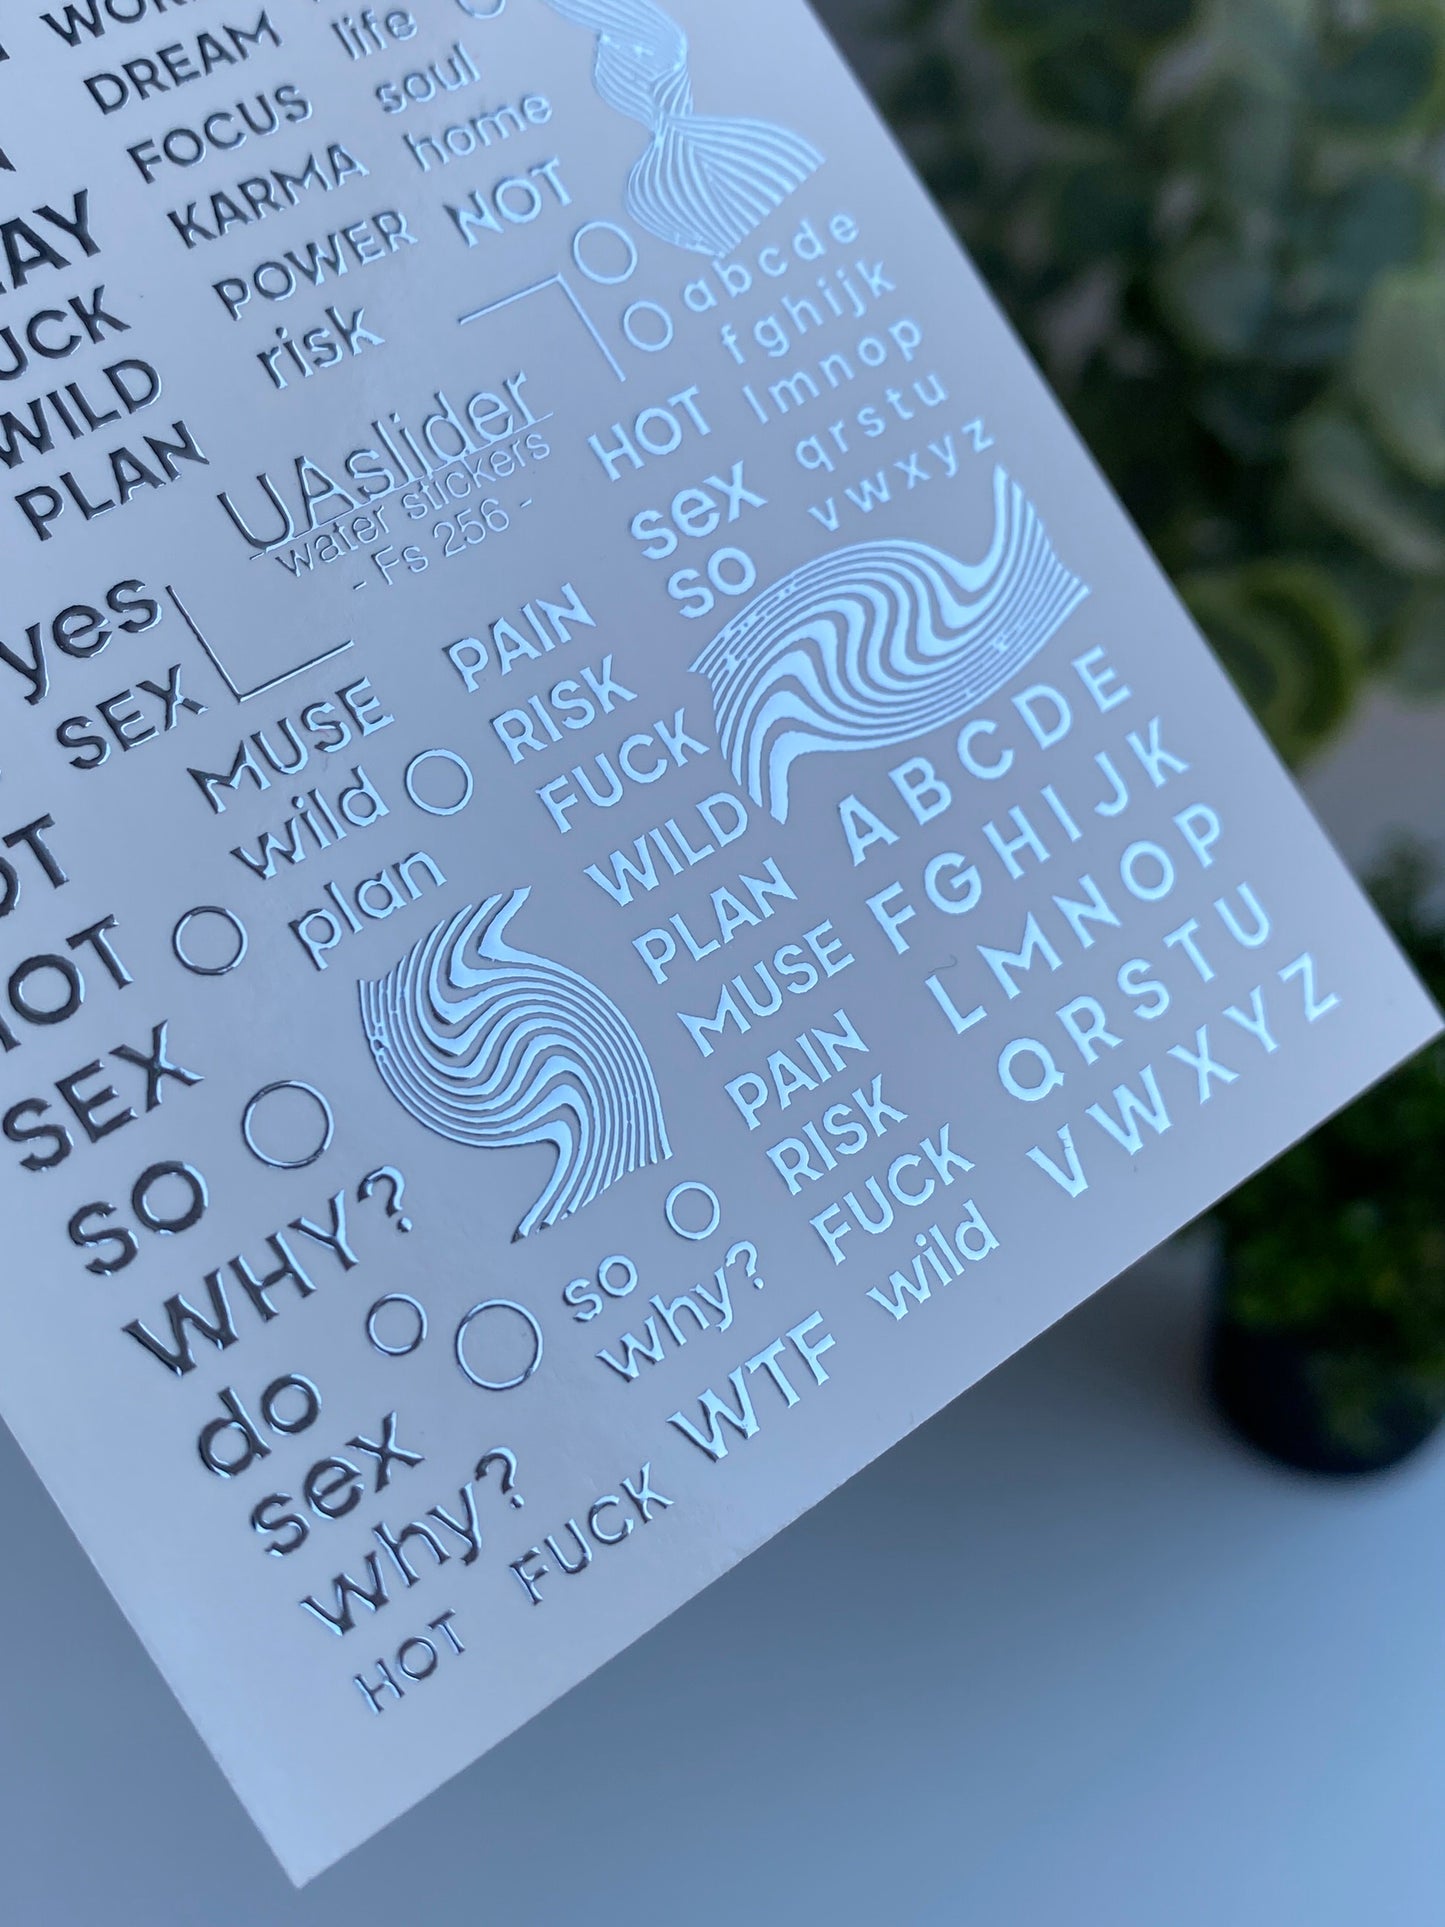 DREAM
life
FOCUS
soul
KARMA
home
POWER
NOT
risk
WILD
PLAN
UAslider
water stickers
- Fs 256 -
abcde
fghijk
lmnop
qrstu
vwxyz
HOT
sex
so
yes
SEX
MUSE
wild
plan
PAIN
RISK
FUCK
WILD
PLAN
MUSE
PAIN
RISK
FUCK
wild
ABCDE
FGHIJK
LMNOP
QRSTU
VWXYZ
SEX
SO
WHY?
do
sex
why?
HOT
so
why?
WTF
FUCK